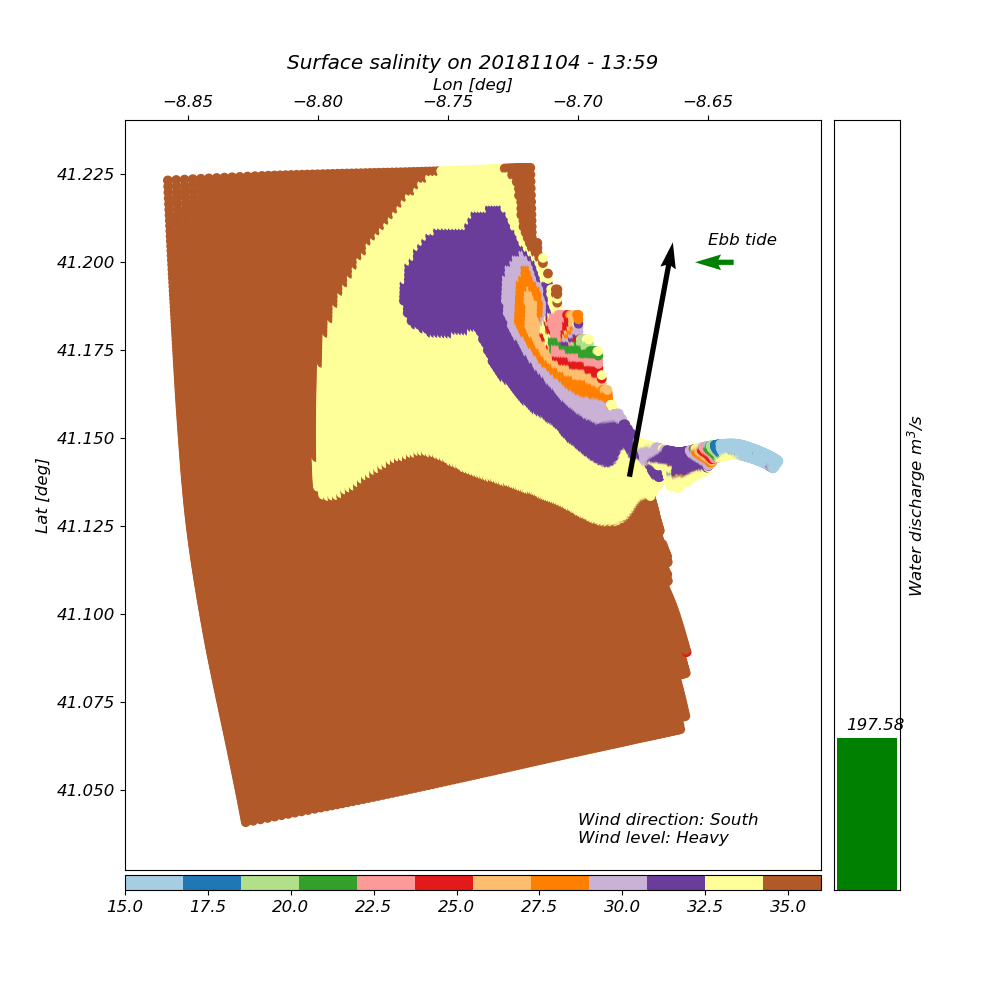 Surface salinity on 20181104 - 13:59
Lon [deg]
−8.85 −8.80 −8.75 −8.70 −8.65
41.225
41.200
41.175
41.150
41.125
41.100
41.075
41.050
Lat [deg]
Ebb tide
Wind direction: South
Wind level: Heavy
15.0 17.5 20.0 22.5 25.0 27.5 30.0 32.5 35.0
197.58
Water discharge m³/s